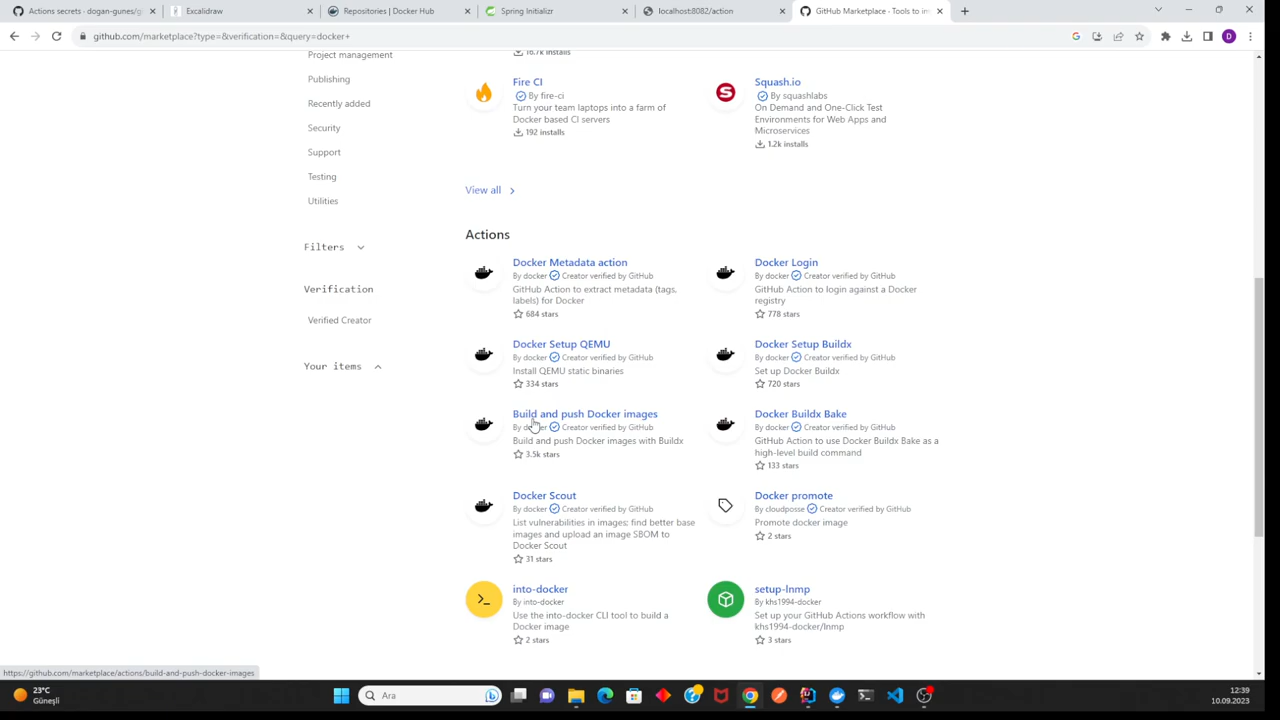 Actions secrets - dogan-gunes/g
Excalidraw
Repositories | Docker Hub
Spring Initializr
localhost:8082/action
GitHub Marketplace - Tools to im
github.com/marketplace?type=&verification=&query=docker+
Project management
Publishing
Recently added
Security
Support
Testing
Utilities
Filters
Verification
Verified Creator
Your items
16.7k installs
Fire CI
By fire-ci
Turn your team laptops into a farm of
Docker based CI servers
192 installs
Squash.io
By squashlabs
On Demand and One-Click Test
Environments for Web Apps and
Microservices
1.2k installs
View all
Actions
Docker Metadata action
By docker Creator verified by GitHub
GitHub Action to extract metadata (tags,
labels) for Docker
684 stars
Docker Login
By docker Creator verified by GitHub
GitHub Action to login against a Docker
registry
778 stars
Docker Setup QEMU
By docker Creator verified by GitHub
Install QEMU static binaries
334 stars
Docker Setup Buildx
By docker Creator verified by GitHub
Set up Docker Buildx
720 stars
Build and push Docker images
By docker Creator verified by GitHub
Build and push Docker images with Buildx
3.5k stars
Docker Buildx Bake
By docker Creator verified by GitHub
GitHub Action to use Docker Buildx Bake as a
high-level build command
133 stars
Docker Scout
By docker Creator verified by GitHub
List vulnerabilities in images; find better base
images and upload an image SBOM to
Docker Scout
31 stars
Docker promote
By cloudposse Creator verified by GitHub
Promote docker image
2 stars
into-docker
By into-docker
Use the into-docker CLI tool to build a
Docker image
2 stars
setup-lnmp
By khs1994-docker
Set up your GitHub Actions workflow with
khs1994-docker/lnmp
3 stars
https://github.com/marketplace/actions/build-and-push-docker-images
23°C
Güneşli
Ara
12:39
10.09.2023